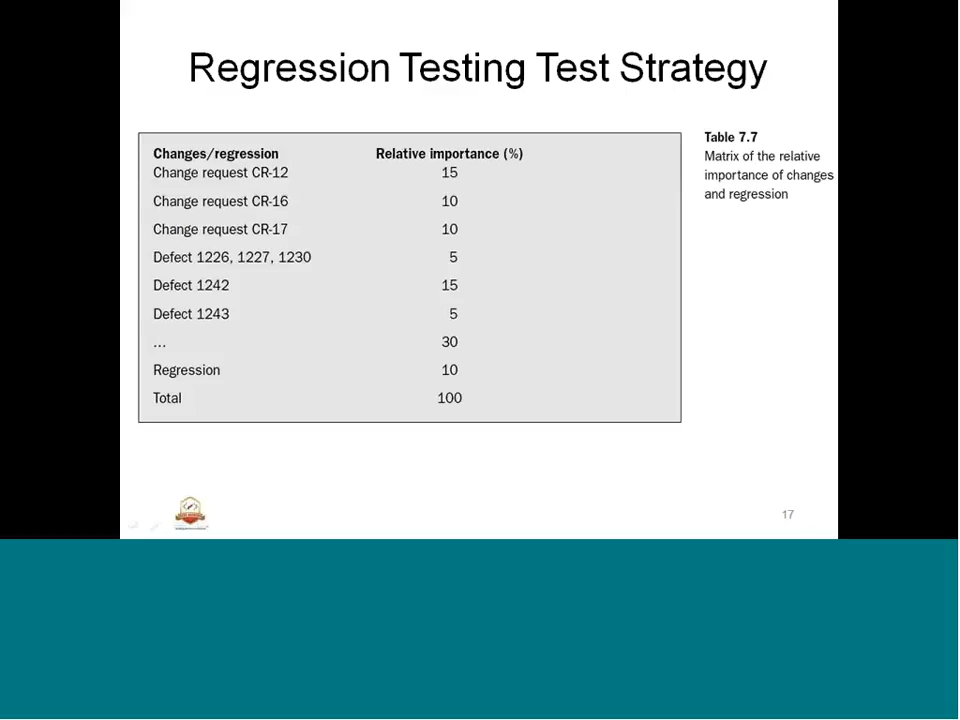 Regression Testing Test Strategy
Changes/regression Relative importance (%)
Change request CR-12 15
Change request CR-16 10
Change request CR-17 10
Defect 1226, 1227, 1230 5
Defect 1242 15
Defect 1243 5
... 30
Regression 10
Total 100
Table 7.7
Matrix of the relative
importance of changes
and regression
17